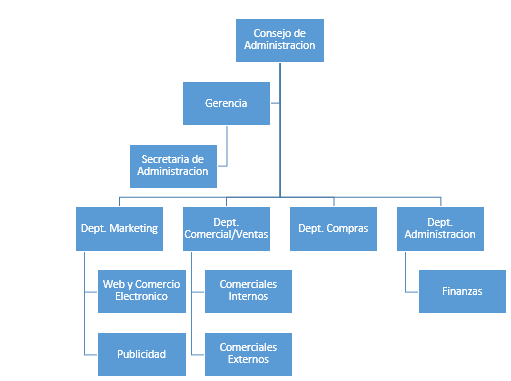 Consejo de
Administracion
Gerencia
Secretaria de
Administracion
Dept. Marketing
Dept.
Comercial/Ventas
Dept. Compras
Dept.
Administracion
Web y Comercio
Electronico
Comerciales
Internos
Finanzas
Publicidad
Comerciales
Externos